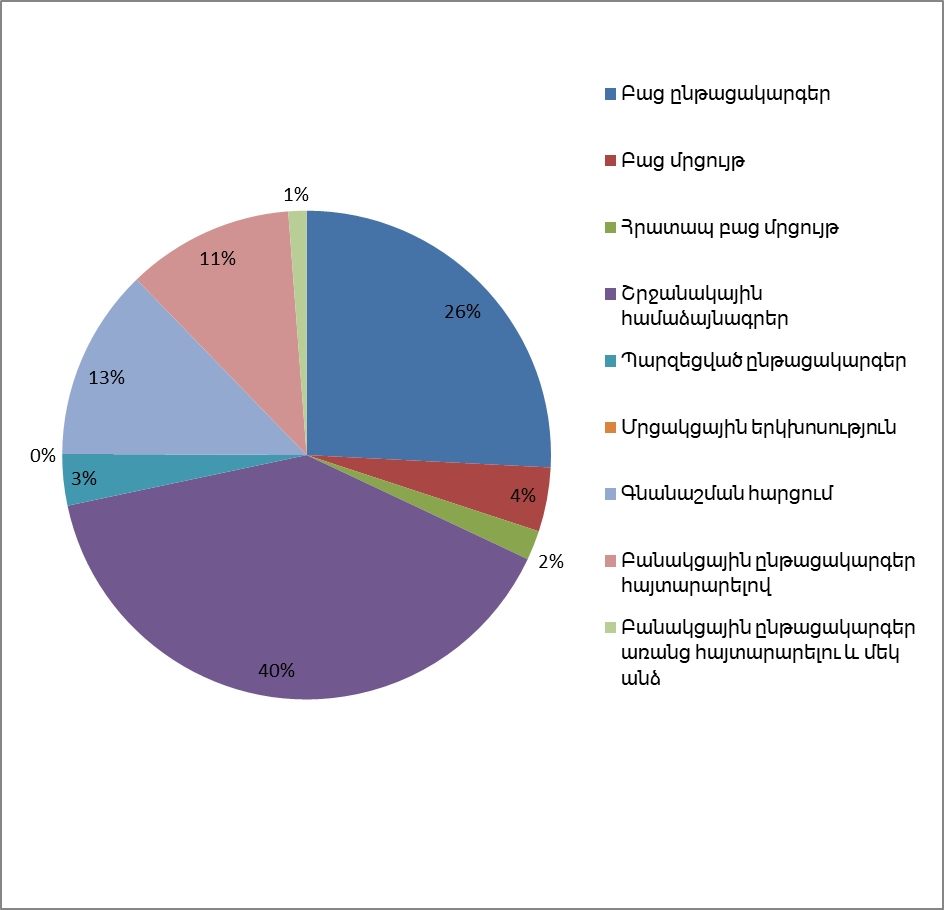 1%
26%
11%
13%
0%
3%
4%
2%
40%
Բաց ընթացակարգեր
Բաց մրցույթ
Հրատապ բաց մրցույթ
Շրջանակային
համաձայնագրեր
Պարզեցված ընթացակարգեր
Մրցակցային երկխոսություն
Գնանաշման հարցում
Բանակցային ընթացակարգեր
հայտարարելով
Բանակցային ընթացակարգեր
առանց հայտարարելու և մեկ
անձ